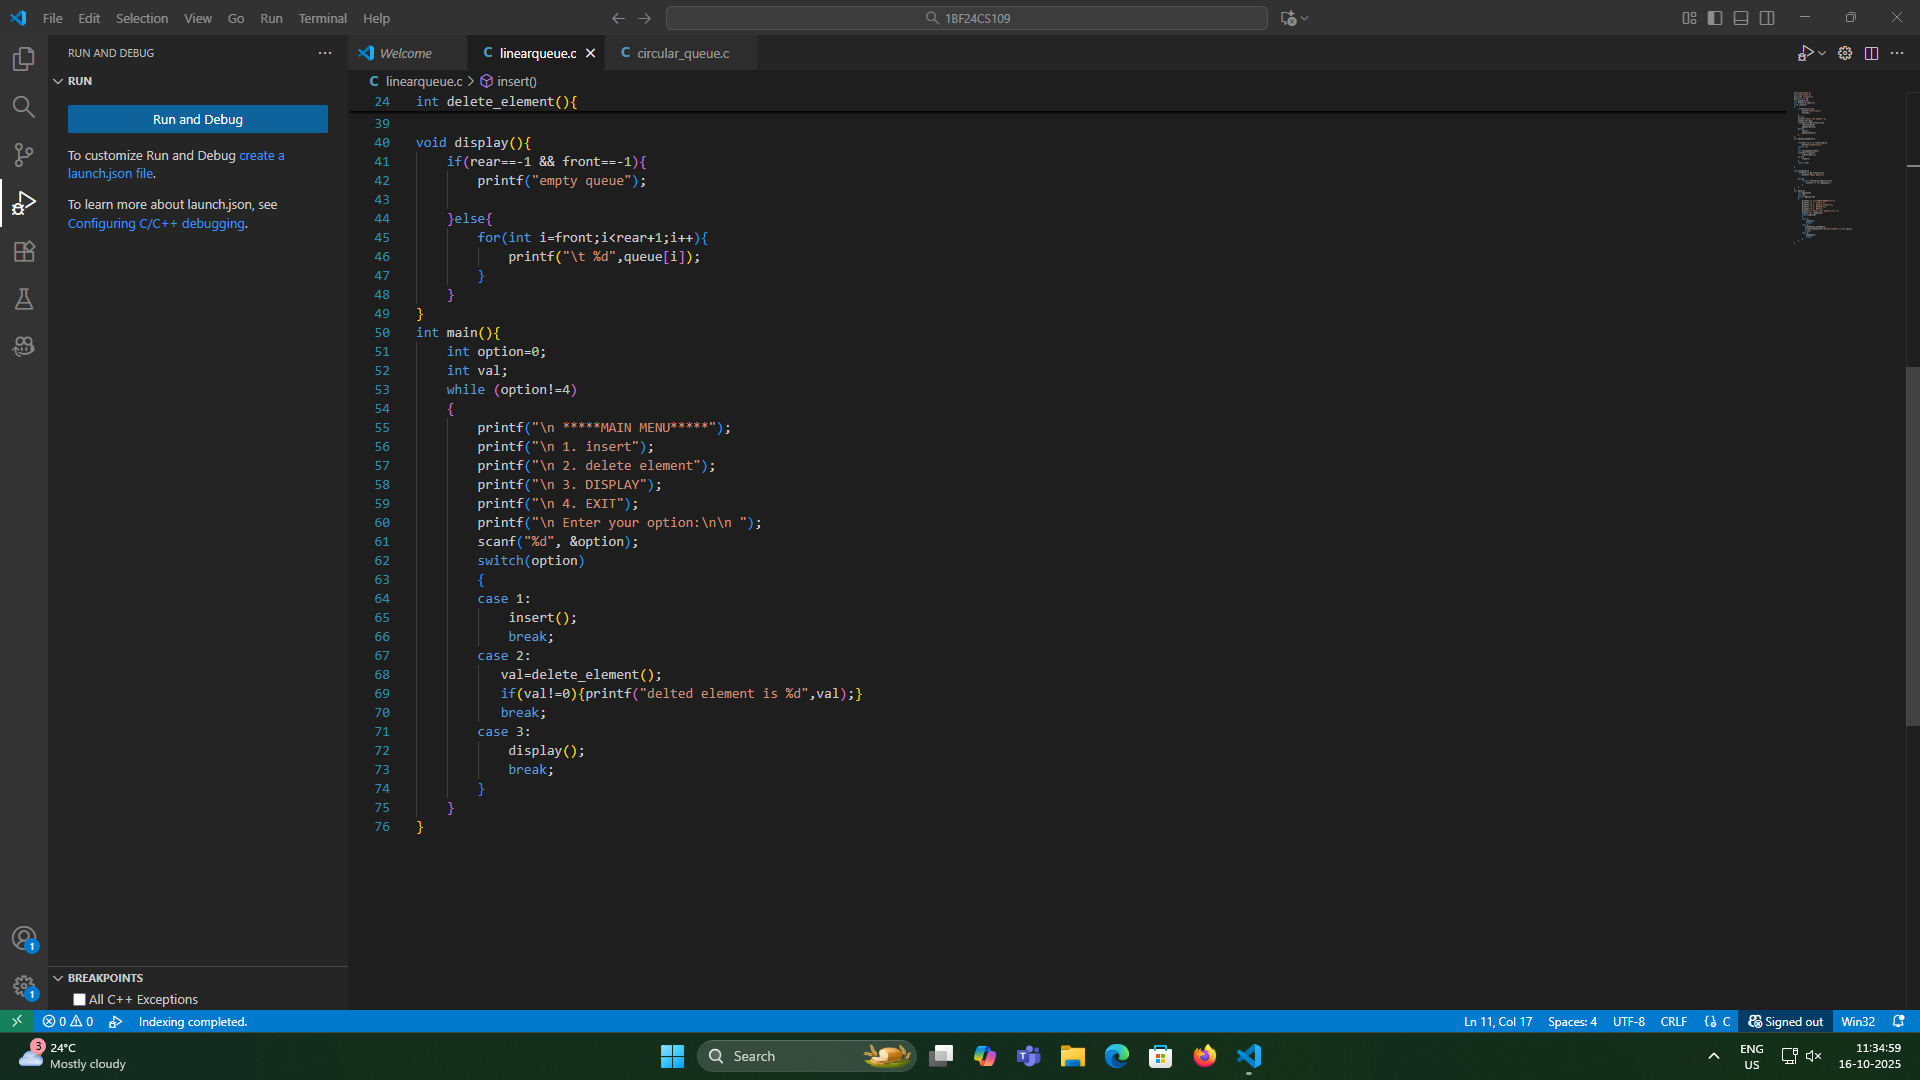 File Edit Selection View Go Run Terminal Help
1BF24CS109
RUN AND DEBUG
RUN
Run and Debug
To customize Run and Debug create a
launch.json file.
To learn more about launch.json, see
Configuring C/C++ debugging.
BREAKPOINTS
All C++ Exceptions
Welcome
linearqueue.c
circular_queue.c
linearqueue.c > insert()
24 int delete_element(){
39
40 void display(){
41 if(rear==-1 && front==-1){
42 printf("empty queue");
43
44 }else{
45 for(int i=front;i<rear+1;i++){
46 printf("\t %d",queue[i]);
47 }
48 }
49 }
50 int main(){
51 int option=0;
52 int val;
53 while (option!=4)
54 {
55 printf("\n *****MAIN MENU*****");
56 printf("\n 1. insert");
57 printf("\n 2. delete element");
58 printf("\n 3. DISPLAY");
59 printf("\n 4. EXIT");
60 printf("\n Enter your option:\n\n ");
61 scanf("%d", &option);
62 switch(option)
63 {
64 case 1:
65 insert();
66 break;
67 case 2:
68 val=delete_element();
69 if(val!=0){printf("delted element is %d",val);}
70 break;
71 case 3:
72 display();
73 break;
74 }
75 }
76 }
1
1
0 0 Indexing completed.
Ln 11, Col 17 Spaces: 4 UTF-8 CRLF {} C Signed out Win32
3
24°C
Mostly cloudy
Search
ENG
US
11:34:59
16-10-2025